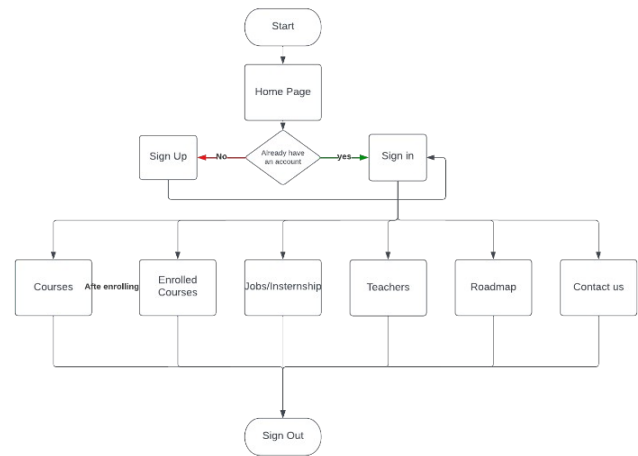 Start
Home Page
Already have
an account
No
yes
Sign Up
Sign in
Courses
Afte enrolling
Enrolled
Courses
Jobs/Insternship
Teachers
Roadmap
Contact us
Sign Out